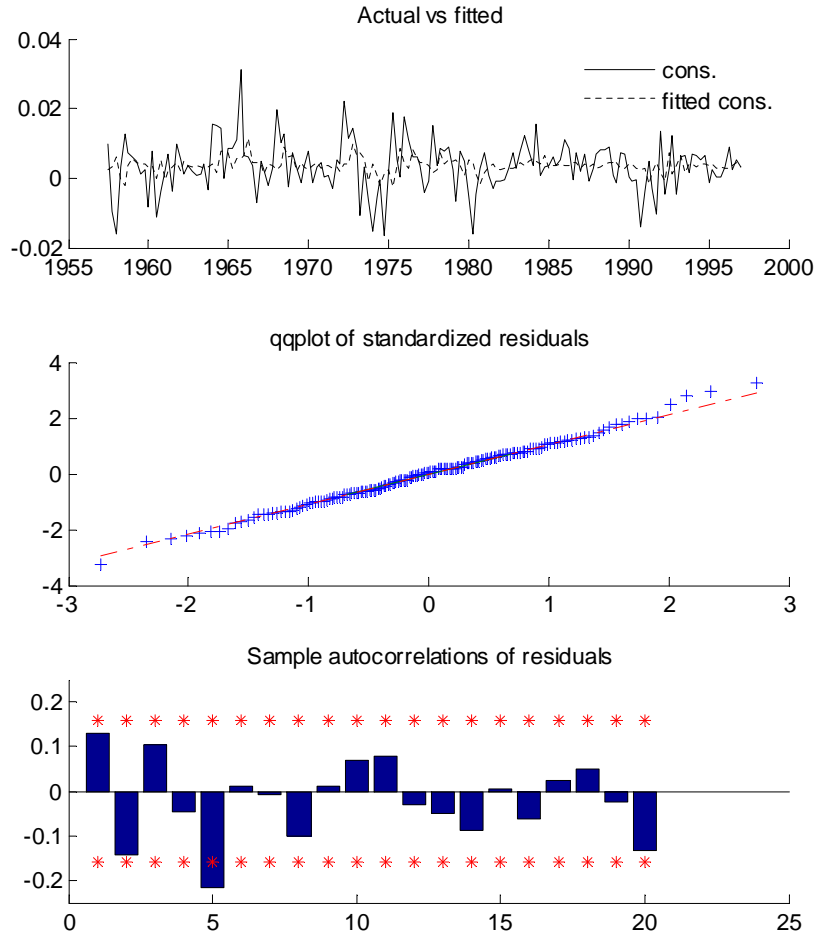 Actual vs fitted
0.04
0.02
0
-0.02
cons.
fitted cons.
1955 1960 1965 1970 1975 1980 1985 1990 1995 2000
qqplot of standardized residuals
4
2
0
-2
-4
-3 -2 -1 0 1 2 3
Sample autocorrelations of residuals
0.2
0.1
0
-0.1
-0.2
0 5 10 15 20 25